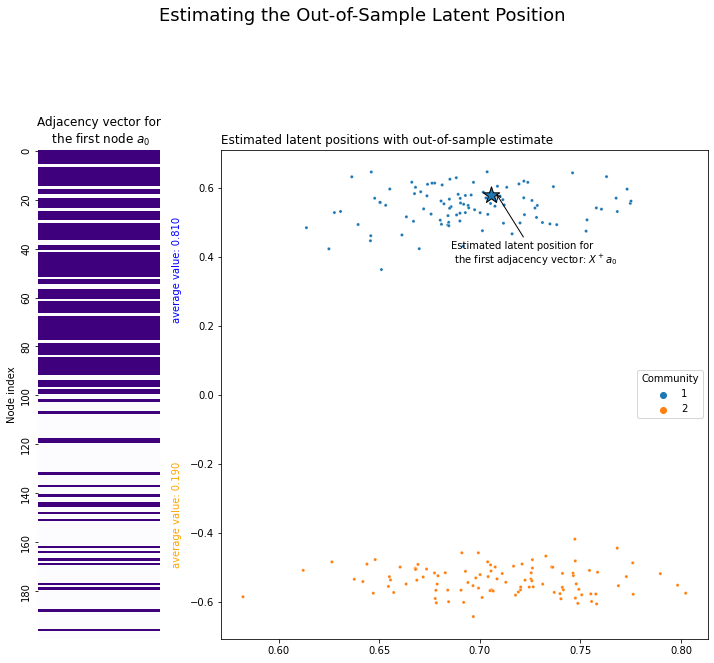 Estimating the Out-of-Sample Latent Position
Adjacency vector for
the first node a₀
Node index
0
20
40
60
80
100
120
140
160
180
average value: 0.810
average value: 0.190
Estimated latent positions with out-of-sample estimate
0.6
0.4
0.2
0.0
−0.2
−0.4
−0.6
Estimated latent position for
the first adjacency vector: X⁺a₀
Community
1
2
0.60
0.65
0.70
0.75
0.80